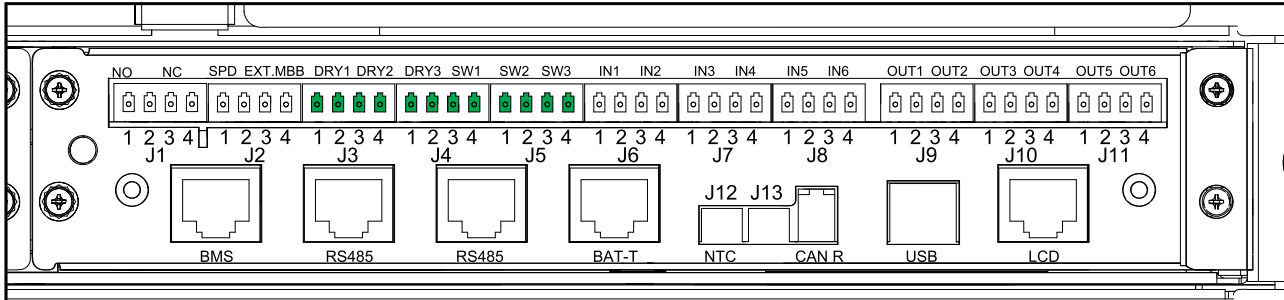 NO NC SPD EXT.MBB DRY1 DRY2 DRY3 SW1 SW2 SW3 IN1 IN2 IN3 IN4 IN5 IN6 OUT1 OUT2 OUT3 OUT4 OUT5 OUT6
1 2 3 4 1 2 3 4 1 2 3 4 1 2 3 4 1 2 3 4 1 2 3 4 1 2 3 4 1 2 3 4 1 2 3 4 1 2 3 4 1 2 3 4
J1 J2 J3 J4 J5 J6 J7 J8 J9 J10 J11
J12 J13
BMS RS485 RS485 BAT-T NTC CAN R USB LCD